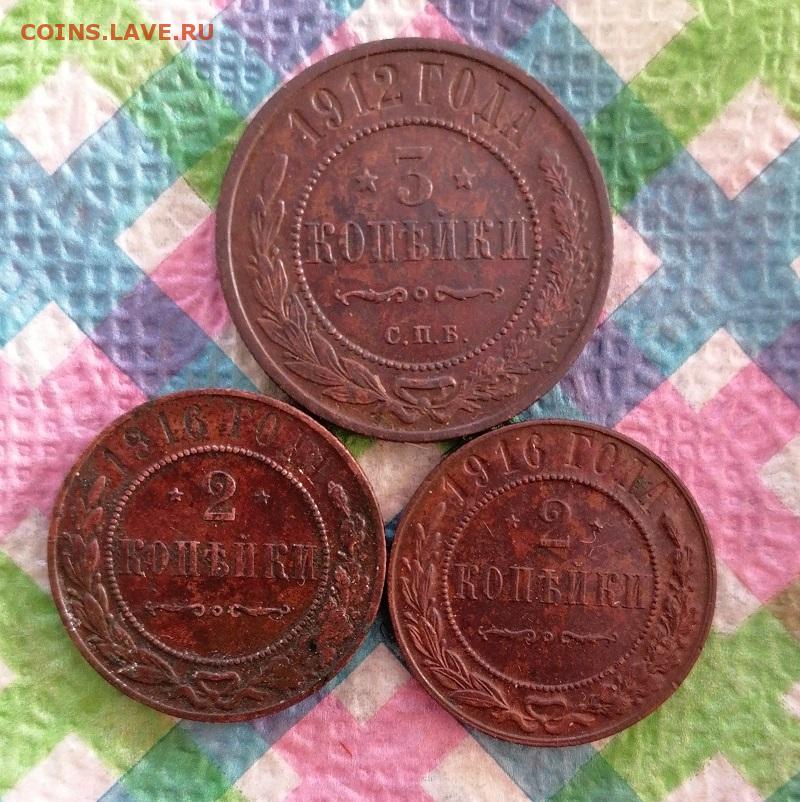 COINS.LAVE.RU
1912 ГОДА
3
КОПѢЙКИ
С.П.Б.
1916 ГОДА
2
КОПѢЙКИ
1916 ГОДА
2
КОПѢЙКИ